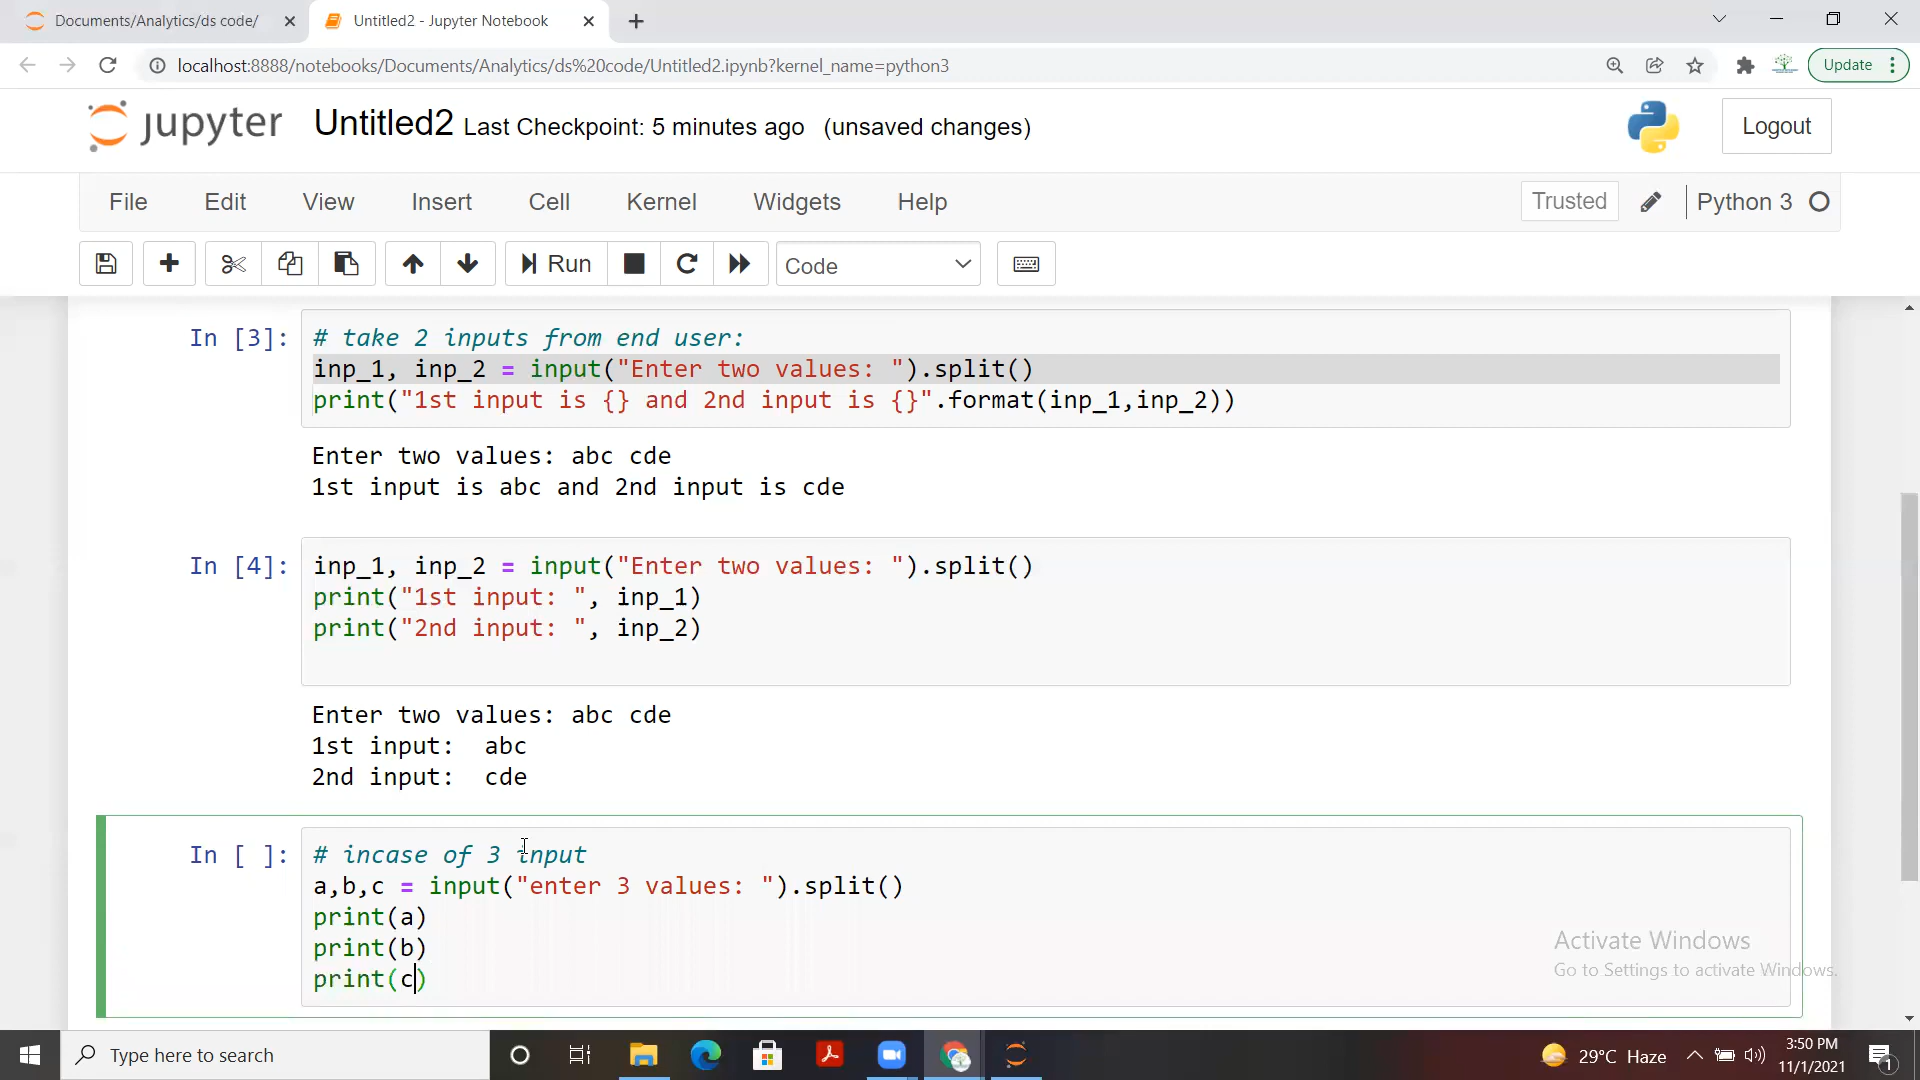 Documents/Analytics/ds code/
Untitled2 - Jupyter Notebook
localhost:8888/notebooks/Documents/Analytics/ds%20code/Untitled2.ipynb?kernel_name=python3
Update
jupyter Untitled2 Last Checkpoint: 5 minutes ago (unsaved changes)
Logout
File Edit View Insert Cell Kernel Widgets Help
Trusted
Python 3
Run
Code
In [3]: # take 2 inputs from end user:
inp_1, inp_2 = input("Enter two values: ").split()
print("1st input is {} and 2nd input is {}".format(inp_1,inp_2))
Enter two values: abc cde
1st input is abc and 2nd input is cde
In [4]: inp_1, inp_2 = input("Enter two values: ").split()
print("1st input: ", inp_1)
print("2nd input: ", inp_2)
Enter two values: abc cde
1st input:  abc
2nd input:  cde
In [ ]: # incase of 3 input
a,b,c = input("enter 3 values: ").split()
print(a)
print(b)
print(c)
Activate Windows
Go to Settings to activate Windows.
Type here to search
29°C Haze
3:50 PM
11/1/2021
1